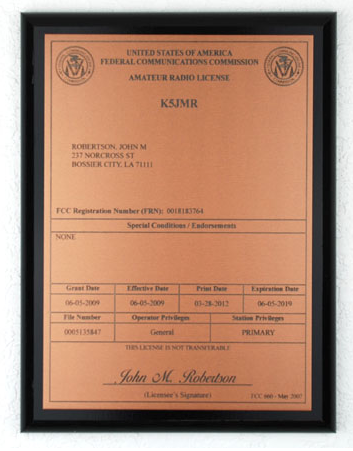 UNITED STATES OF AMERICA
FEDERAL COMMUNICATIONS COMMISSION
AMATEUR RADIO LICENSE
K5JMR
ROBERTSON, JOHN M
237 NORCROSS ST
BOSSIER CITY, LA 71111
FCC Registration Number (FRN): 0018183764
Special Conditions / Endorsements
NONE
Grant Date Effective Date Print Date Expiration Date
06-05-2009 06-05-2009 03-28-2012 06-05-2019
File Number Operator Privileges Station Privileges
0005135847 General PRIMARY
THIS LICENSE IS NOT TRANSFERABLE
John M. Robertson
(Licensee's Signature)
FCC 660 - May 2007